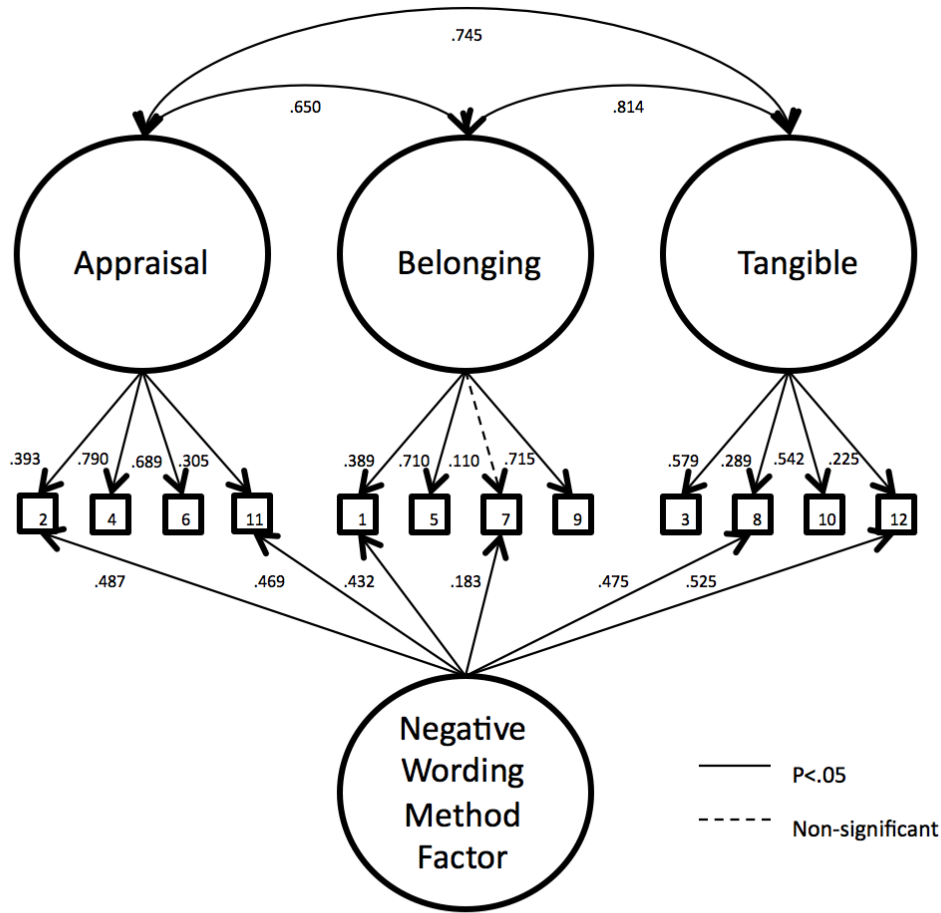 .745
.650 .814
Appraisal Belonging Tangible
.393 .790 .689 .305 .389 .710 .110 .715 .579 .289 .542 .225
2 4 6 11 1 5 7 9 3 8 10 12
.487 .469 .432 .183 .475 .525
Negative
Wording
Method
Factor
P<.05
Non-significant